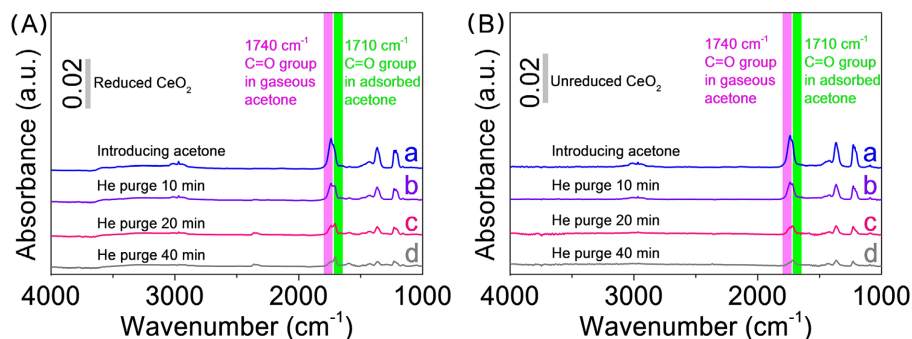 (A)
Absorbance (a.u.)
0.02
Reduced CeO₂
1740 cm⁻¹
C=O group
in gaseous
acetone
1710 cm⁻¹
C=O group
in adsorbed
acetone
Introducing acetone
a
He purge 10 min
b
He purge 20 min
c
He purge 40 min
d
4000 3000 2000 1000
Wavenumber (cm⁻¹)
(B)
Absorbance (a.u.)
0.02
Unreduced CeO₂
1740 cm⁻¹
C=O group
in gaseous
acetone
1710 cm⁻¹
C=O group
in adsorbed
acetone
Introducing acetone
a
He purge 10 min
b
He purge 20 min
c
He purge 40 min
d
4000 3000 2000 1000
Wavenumber (cm⁻¹)